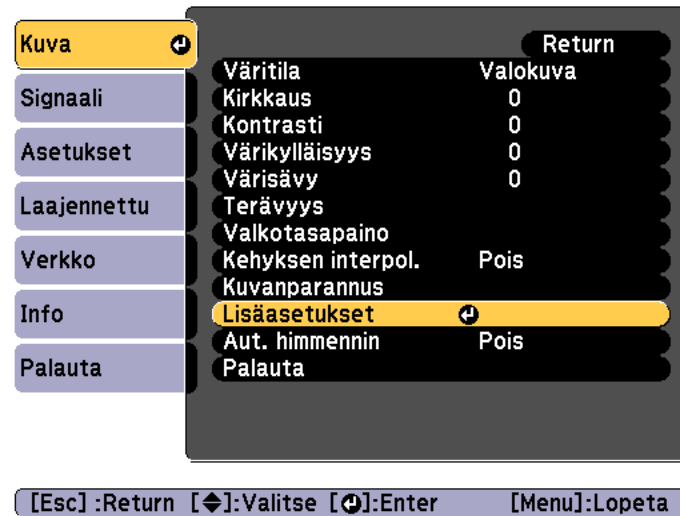 Kuva
Signaali
Asetukset
Laajennettu
Verkko
Info
Palauta
Return
Väritila Valokuva
Kirkkaus 0
Kontrasti 0
Värikylläisyys 0
Värisävy 0
Terävyys
Valkotasapaino
Kehyksen interpol. Pois
Kuvanparannus
Lisäasetukset
Aut. himmennin Pois
Palauta
[Esc] :Return [◆]:Valitse [↵]:Enter [Menu]:Lopeta